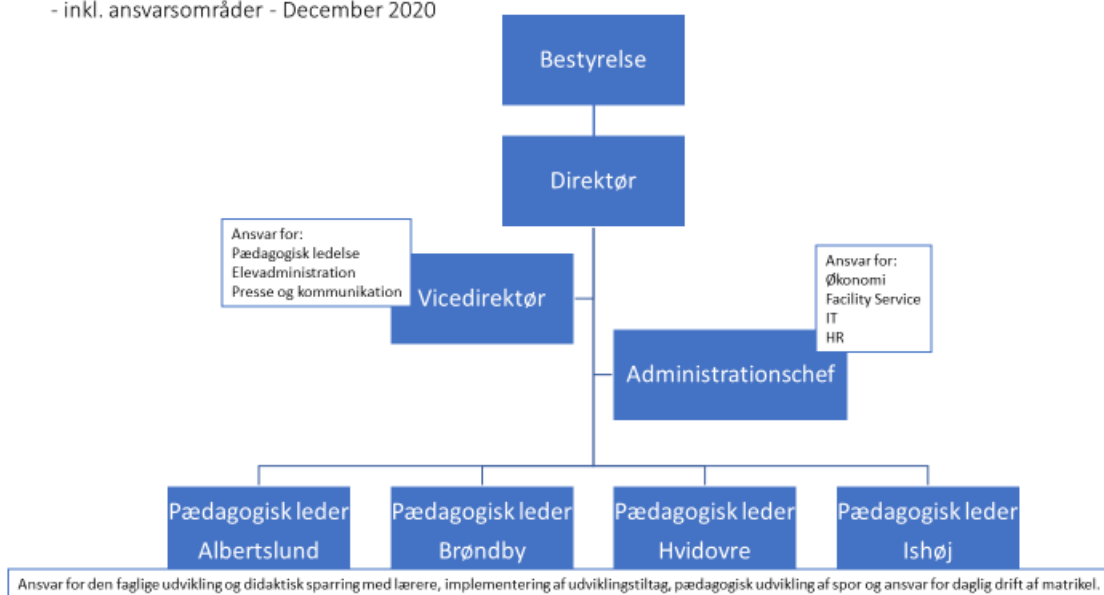 - inkl. ansvarsområder - December 2020
Bestyrelse
Direktør
Ansvar for:
Pædagogisk ledelse
Elevadministration
Presse og kommunikation
Vicedirektør
Ansvar for:
Økonomi
Facility Service
IT
HR
Administrationschef
Pædagogisk leder
Albertslund
Pædagogisk leder
Brøndby
Pædagogisk leder
Hvidovre
Pædagogisk leder
Ishøj
Ansvar for den faglige udvikling og didaktisk sparring med lærere, implementering af udviklingstiltag, pædagogisk udvikling af spor og ansvar for daglig drift af matrikel.